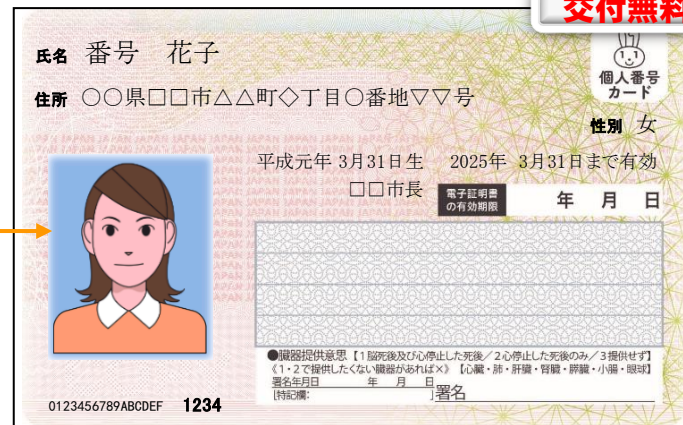 交付無料
氏名 番号 花子
個人番号
カード
住所 〇〇県□□市△△町◇丁目〇番地▽▽号
性別 女
平成元年 3月31日生 2025年 3月31日まで有効
□□市長
電子証明書
の有効期限
年 月 日
●臓器提供意思【1脳死後及び心停止した死後/2心停止した死後のみ/3提供せず】
《1・2で提供したくない臓器があれば×》【心臓・肺・肝臓・腎臓・膵臓・小腸・眼球】
署名年月日 年 月 日
[特記欄: ]署名
0123456789ABCDEF 1234